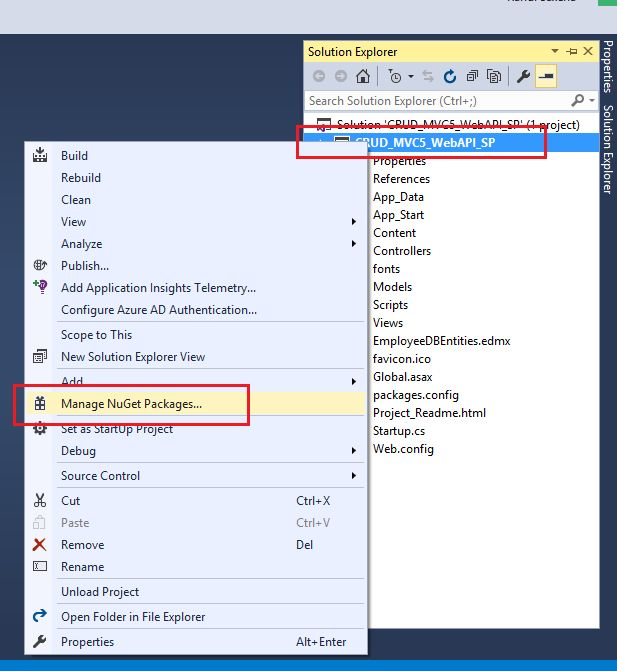 Solution Explorer
Search Solution Explorer (Ctrl+;)
Solution 'CRUD_MVC5_WebAPI_SP' (1 project)
CRUD_MVC5_WebAPI_SP
Properties
References
App_Data
App_Start
Content
Controllers
fonts
Models
Scripts
Views
EmployeeDBEntities.edmx
favicon.ico
Global.asax
packages.config
Project_Readme.html
Startup.cs
Web.config
Build
Rebuild
Clean
View
Analyze
Publish...
Add Application Insights Telemetry...
Configure Azure AD Authentication...
Scope to This
New Solution Explorer View
Add
Manage NuGet Packages...
Set as StartUp Project
Debug
Source Control
Cut Ctrl+X
Paste Ctrl+V
Remove Del
Rename
Unload Project
Open Folder in File Explorer
Properties Alt+Enter
Properties
Solution Explorer